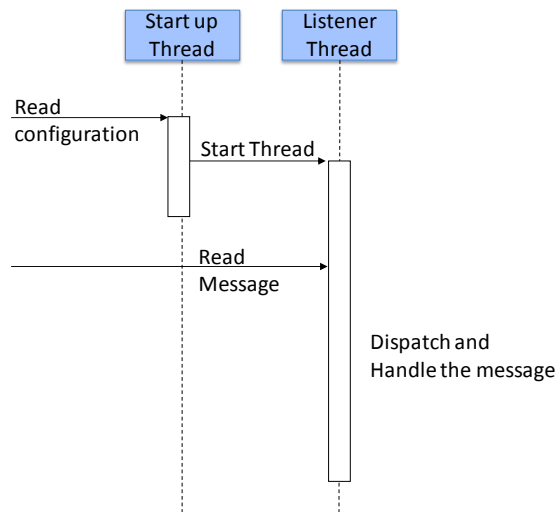 Start up
Thread
Listener
Thread
Read
configuration
Start Thread
Read
Message
Dispatch and
Handle the message